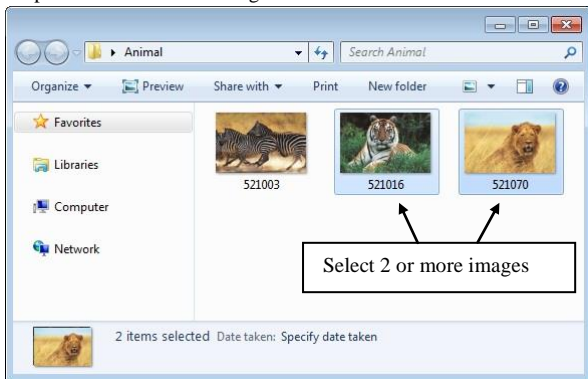 Animal
Search Animal
Organize
Preview
Share with
Print
New folder
Favorites
Libraries
Computer
Network
521003
521016
521070
Select 2 or more images
2 items selected Date taken: Specify date taken